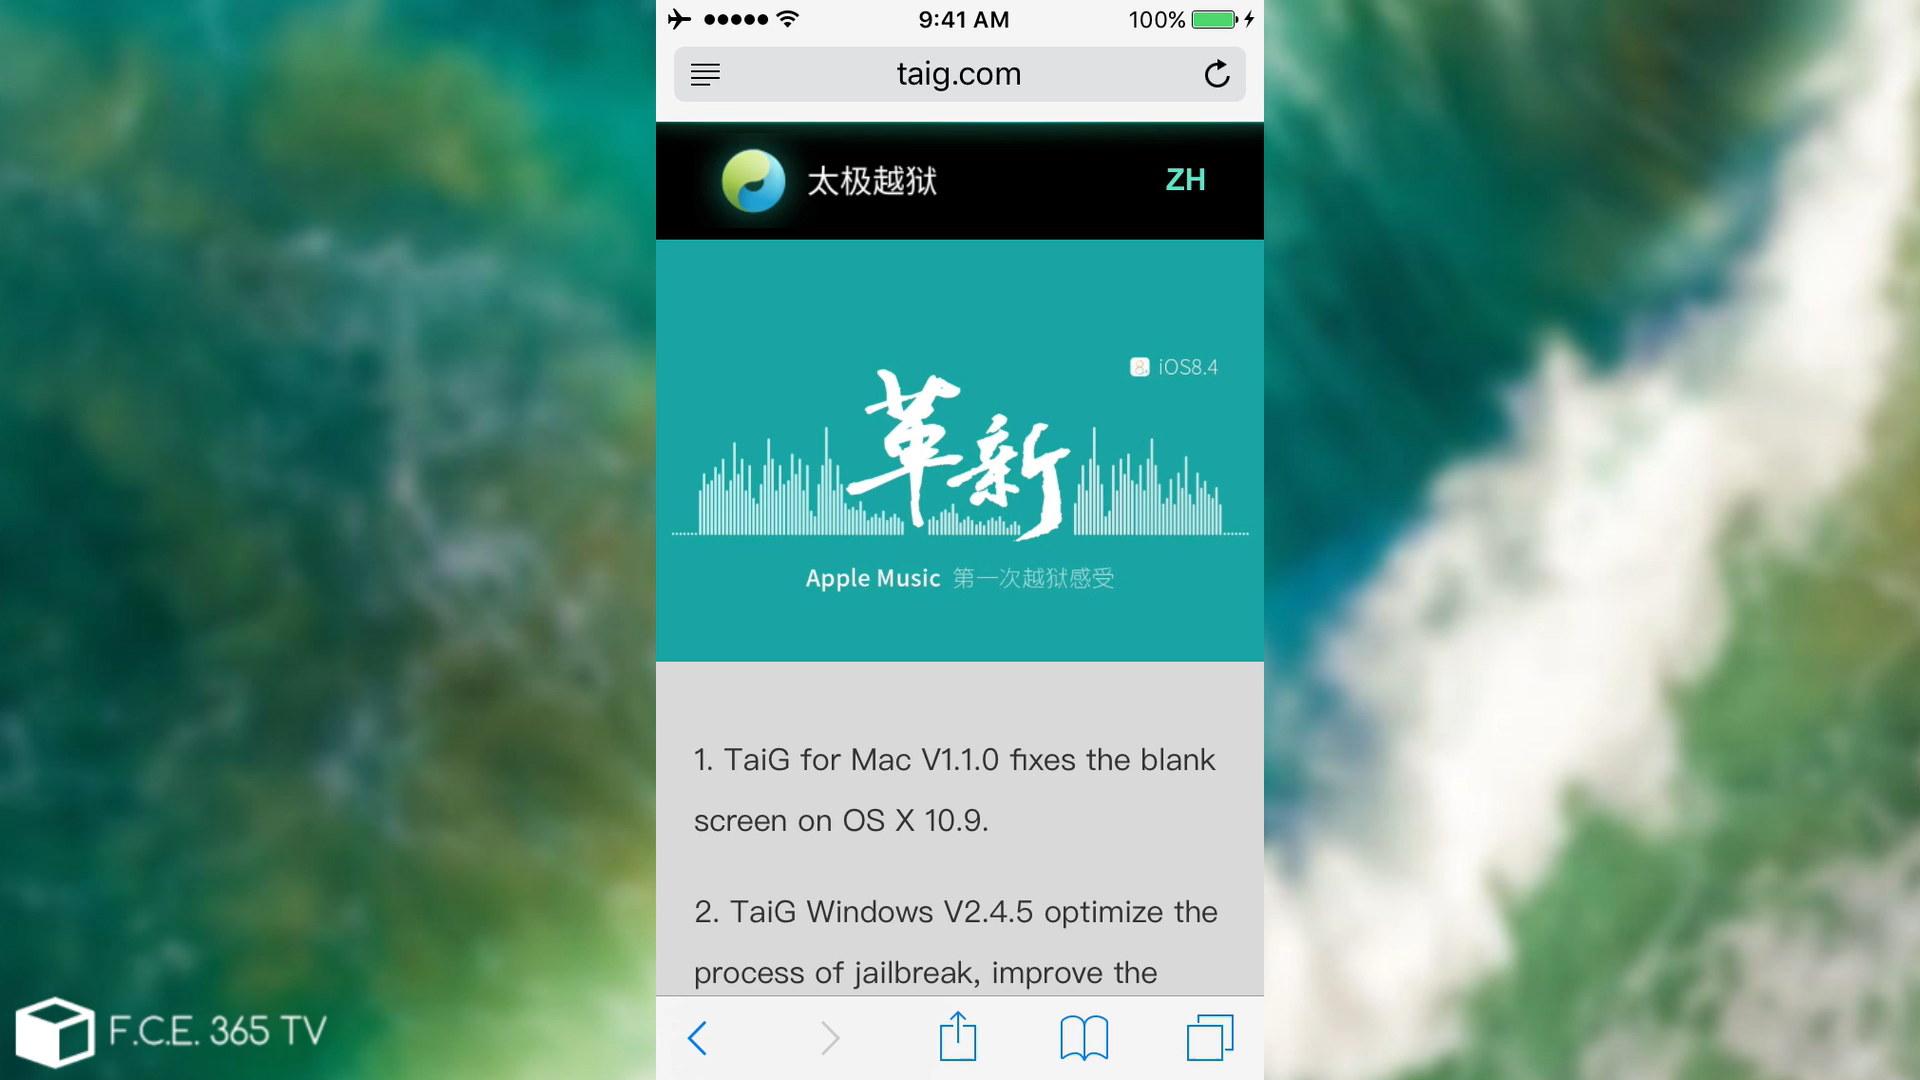 9:41 AM
100%
taig.com
太极越狱
ZH
iOS8.4
革新
Apple Music 第一次越狱感受
1. TaiG for Mac V1.1.0 fixes the blank
screen on OS X 10.9.
2. TaiG Windows V2.4.5 optimize the
process of jailbreak, improve the
F.C.E. 365 TV